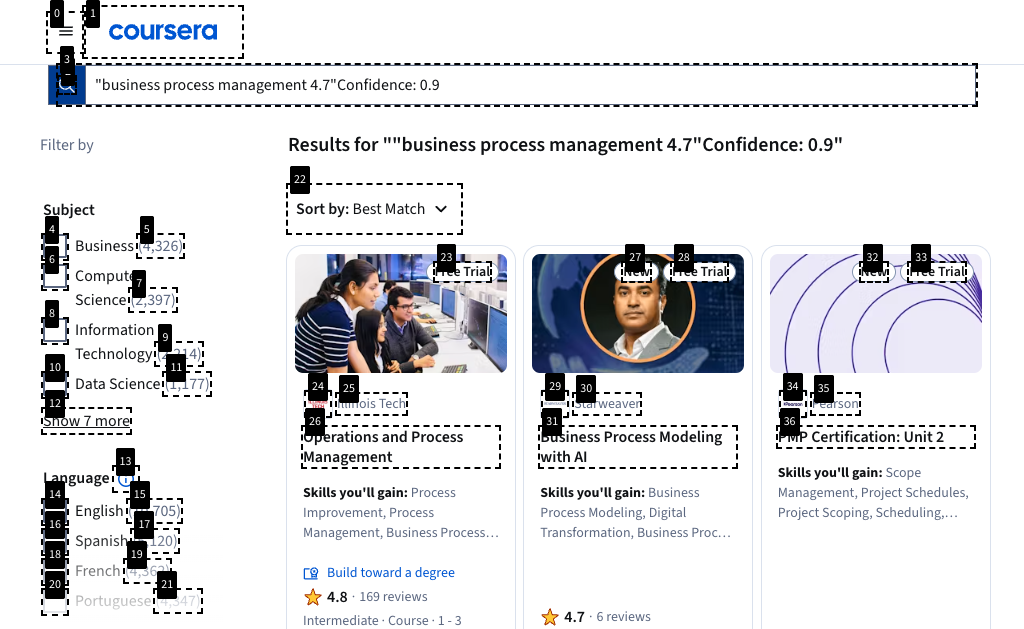 0
1
coursera
3
"business process management 4.7"Confidence: 0.9
Filter by
Results for ""business process management 4.7"Confidence: 0.9"
22
Sort by: Best Match
Subject
4
5
Business (4,326)
6
7
Science (2,397)
8
Information
9
Technology
10
11
Data Science (1,177)
12
Show 7 more
13
Language
14
15
English
16
17
Spanish
18
19
French
20
21
Portuguese (4,347)
23
Free Trial
27
New
28
Free Trial
32
New
33
Free Trial
24
25
Illinois Tech
26
Operations and Process
Management
Skills you'll gain: Process
Improvement, Process
Management, Business Process…
Build toward a degree
4.8 · 169 reviews
Intermediate · Course · 1 - 3
29
30
Starweaver
31
Business Process Modeling
with AI
Skills you'll gain: Business
Process Modeling, Digital
Transformation, Business Proc…
4.7 · 6 reviews
34
35
Pearson
36
PMP Certification: Unit 2
Skills you'll gain: Scope
Management, Project Schedules,
Project Scoping, Scheduling,…